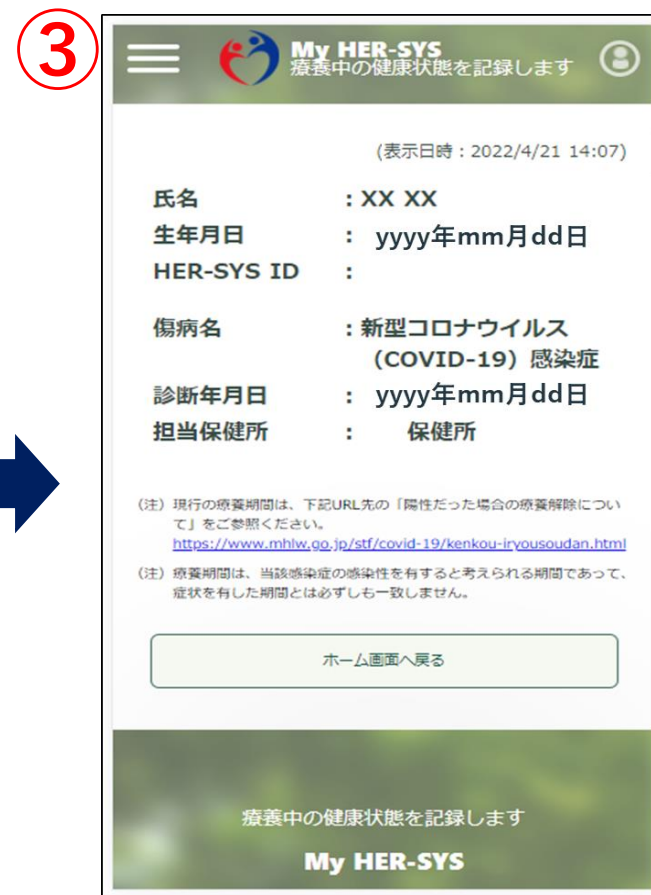 ③
My HER-SYS
療養中の健康状態を記録します
(表示日時：2022/4/21 14:07)
氏名 ：XX XX
生年月日 ： yyyy年mm月dd日
HER-SYS ID ：
傷病名 ：新型コロナウイルス
（COVID-19）感染症
診断年月日 ： yyyy年mm月dd日
担当保健所 ： 保健所
（注）現行の療養期間は、下記URL先の「陽性だった場合の療養解除につい
て」をご参照ください。
https://www.mhlw.go.jp/stf/covid-19/kenkou-iryousoudan.html
（注）療養期間は、当該感染症の感染性を有すると考えられる期間であって、
症状を有した期間とは必ずしも一致しません。
ホーム画面へ戻る
療養中の健康状態を記録します
My HER-SYS